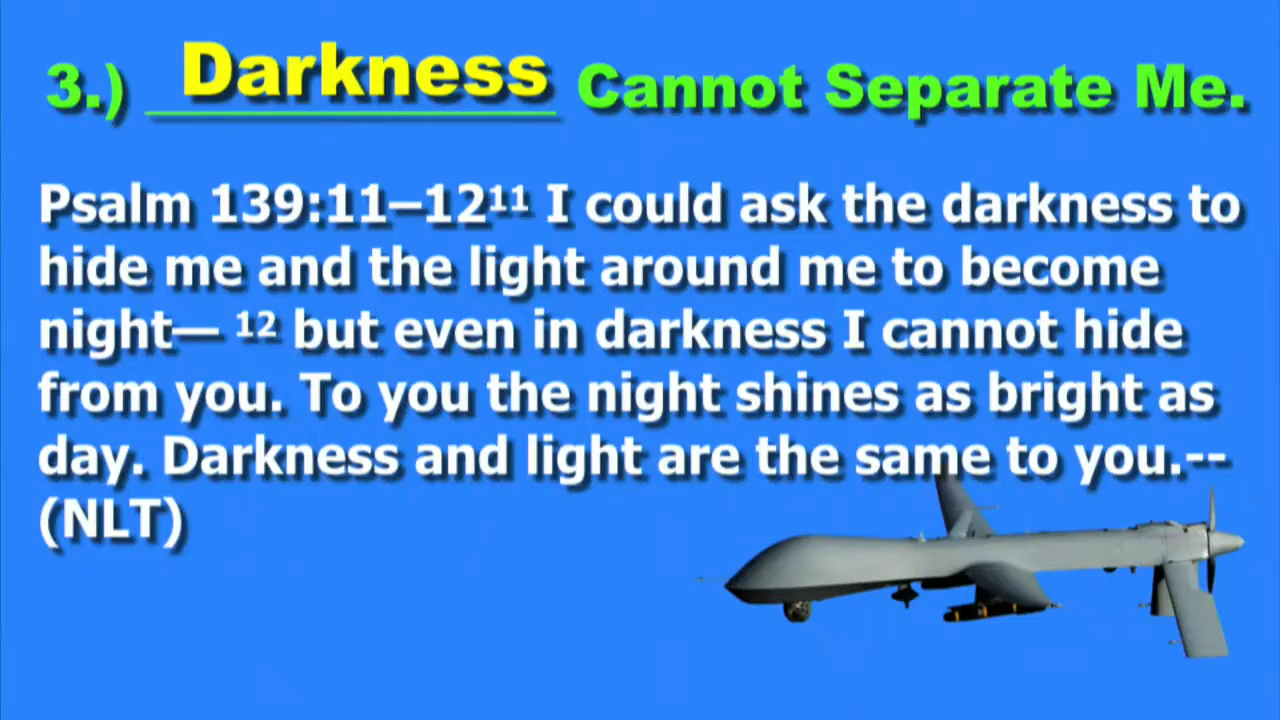 3.) Darkness Cannot Separate Me.
Psalm 139:11–12¹¹ I could ask the darkness to
hide me and the light around me to become
night— ¹² but even in darkness I cannot hide
from you. To you the night shines as bright as
day. Darkness and light are the same to you.--
(NLT)